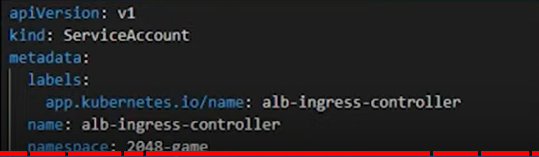 apiVersion: v1
kind: ServiceAccount
metadata:
labels:
app.kubernetes.io/name: alb-ingress-controller
name: alb-ingress-controller
namespace: 2048-game